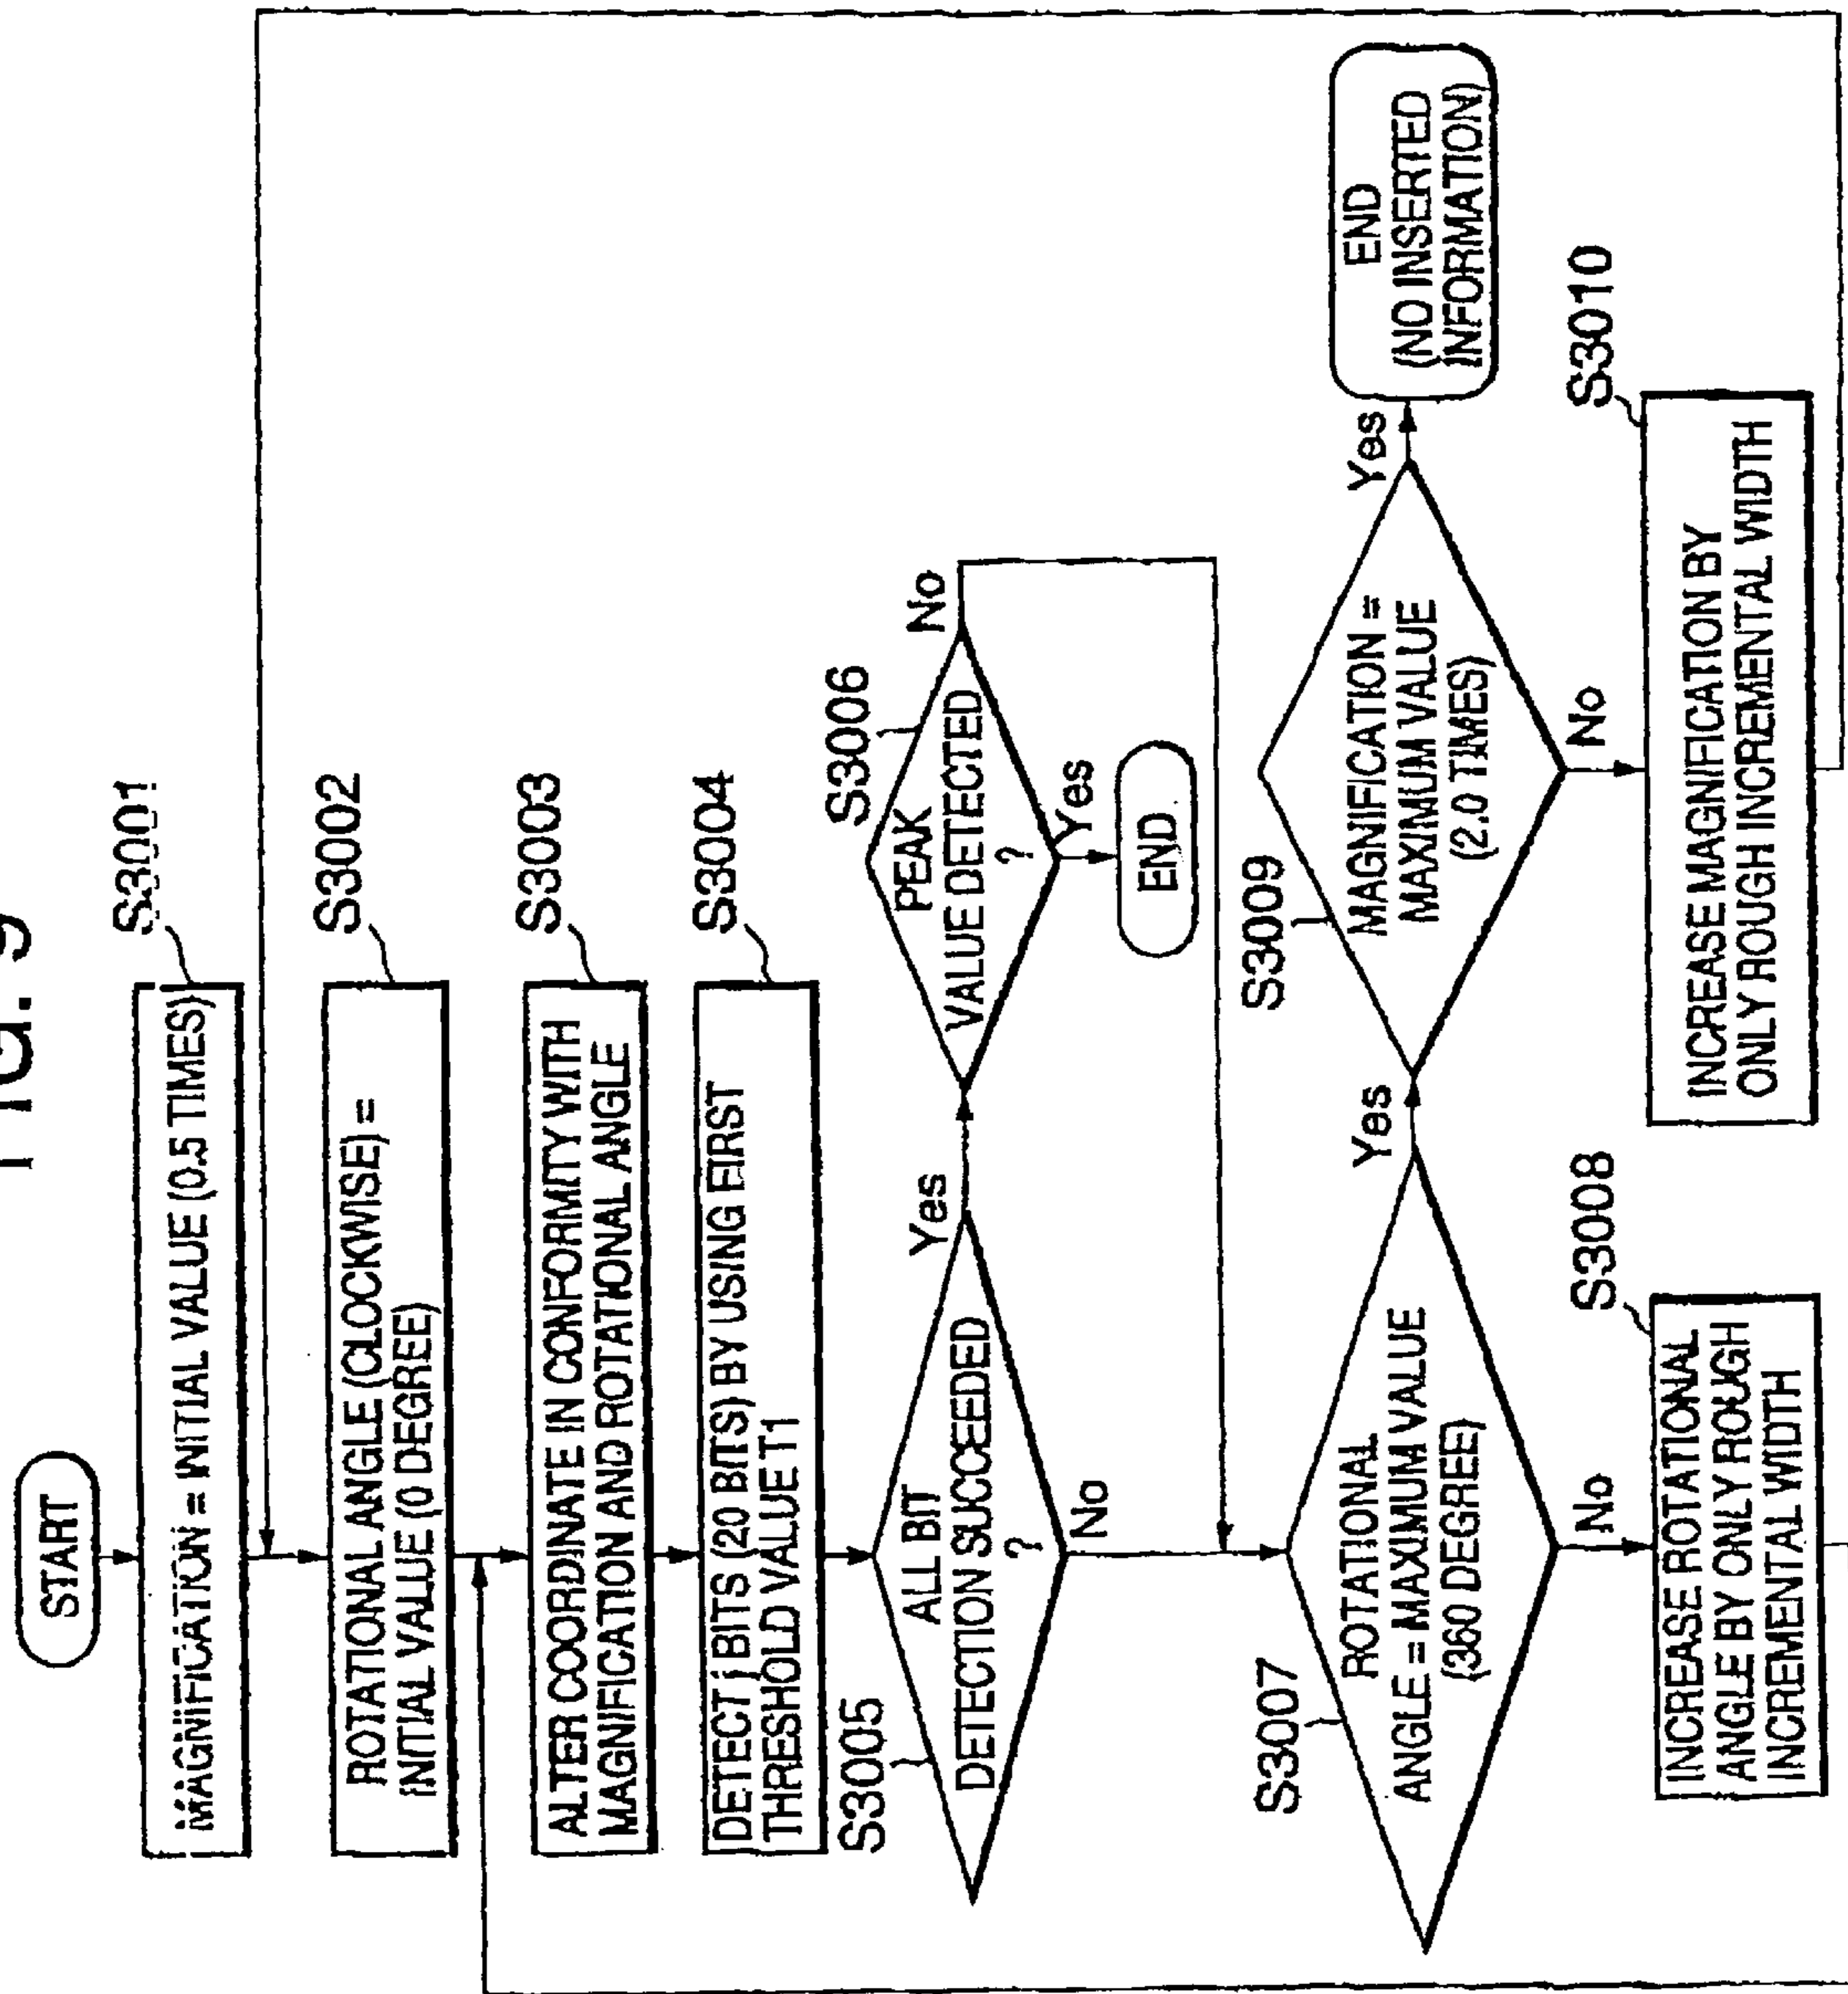 FIG. 9
START
S3001
MAGNIFICATION = INITIAL VALUE (0.5 TIMES)
S3002
ROTATIONAL ANGLE (CLOCKWISE) =
INITIAL VALUE (0 DEGREE)
S3003
ALTER COORDINATE IN CONFORMITY WITH
MAGNIFICATION AND ROTATIONAL ANGLE
S3004
DETECT j BITS (20 BITS) BY USING FIRST
THRESHOLD VALUE T1
S3005
ALL BIT
DETECTION SUCCEEDED
?
Yes
No
S3006
PEAK
VALUE DETECTED
?
No
Yes
END
S3007
ROTATIONAL
ANGLE = MAXIMUM VALUE
(360 DEGREE)
Yes
No
S3008
INCREASE ROTATIONAL
ANGLE BY ONLY ROUGH
INCREMENTAL WIDTH
S3009
MAGNIFICATION =
MAXIMUM VALUE
(2.0 TIMES)
Yes
No
END
(NO INSERTED
INFORMATION)
S3010
INCREASE MAGNIFICATION BY
ONLY ROUGH INCREMENTAL WIDTH